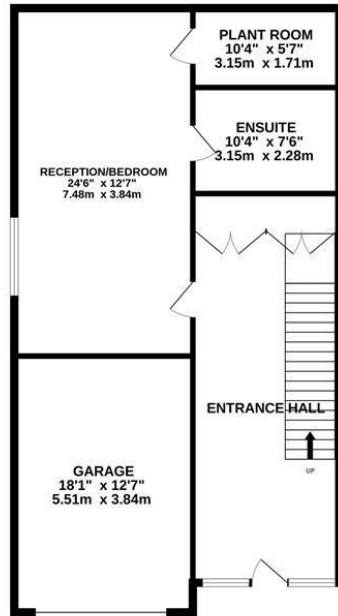 PLANT ROOM
10'4" x 5'7"
3.15m x 1.71m
ENSUITE
10'4" x 7'6"
3.15m x 2.28m
RECEPTION/BEDROOM
24'6" x 12'7"
7.48m x 3.84m
ENTRANCE HALL
UP
GARAGE
18'1" x 12'7"
5.51m x 3.84m